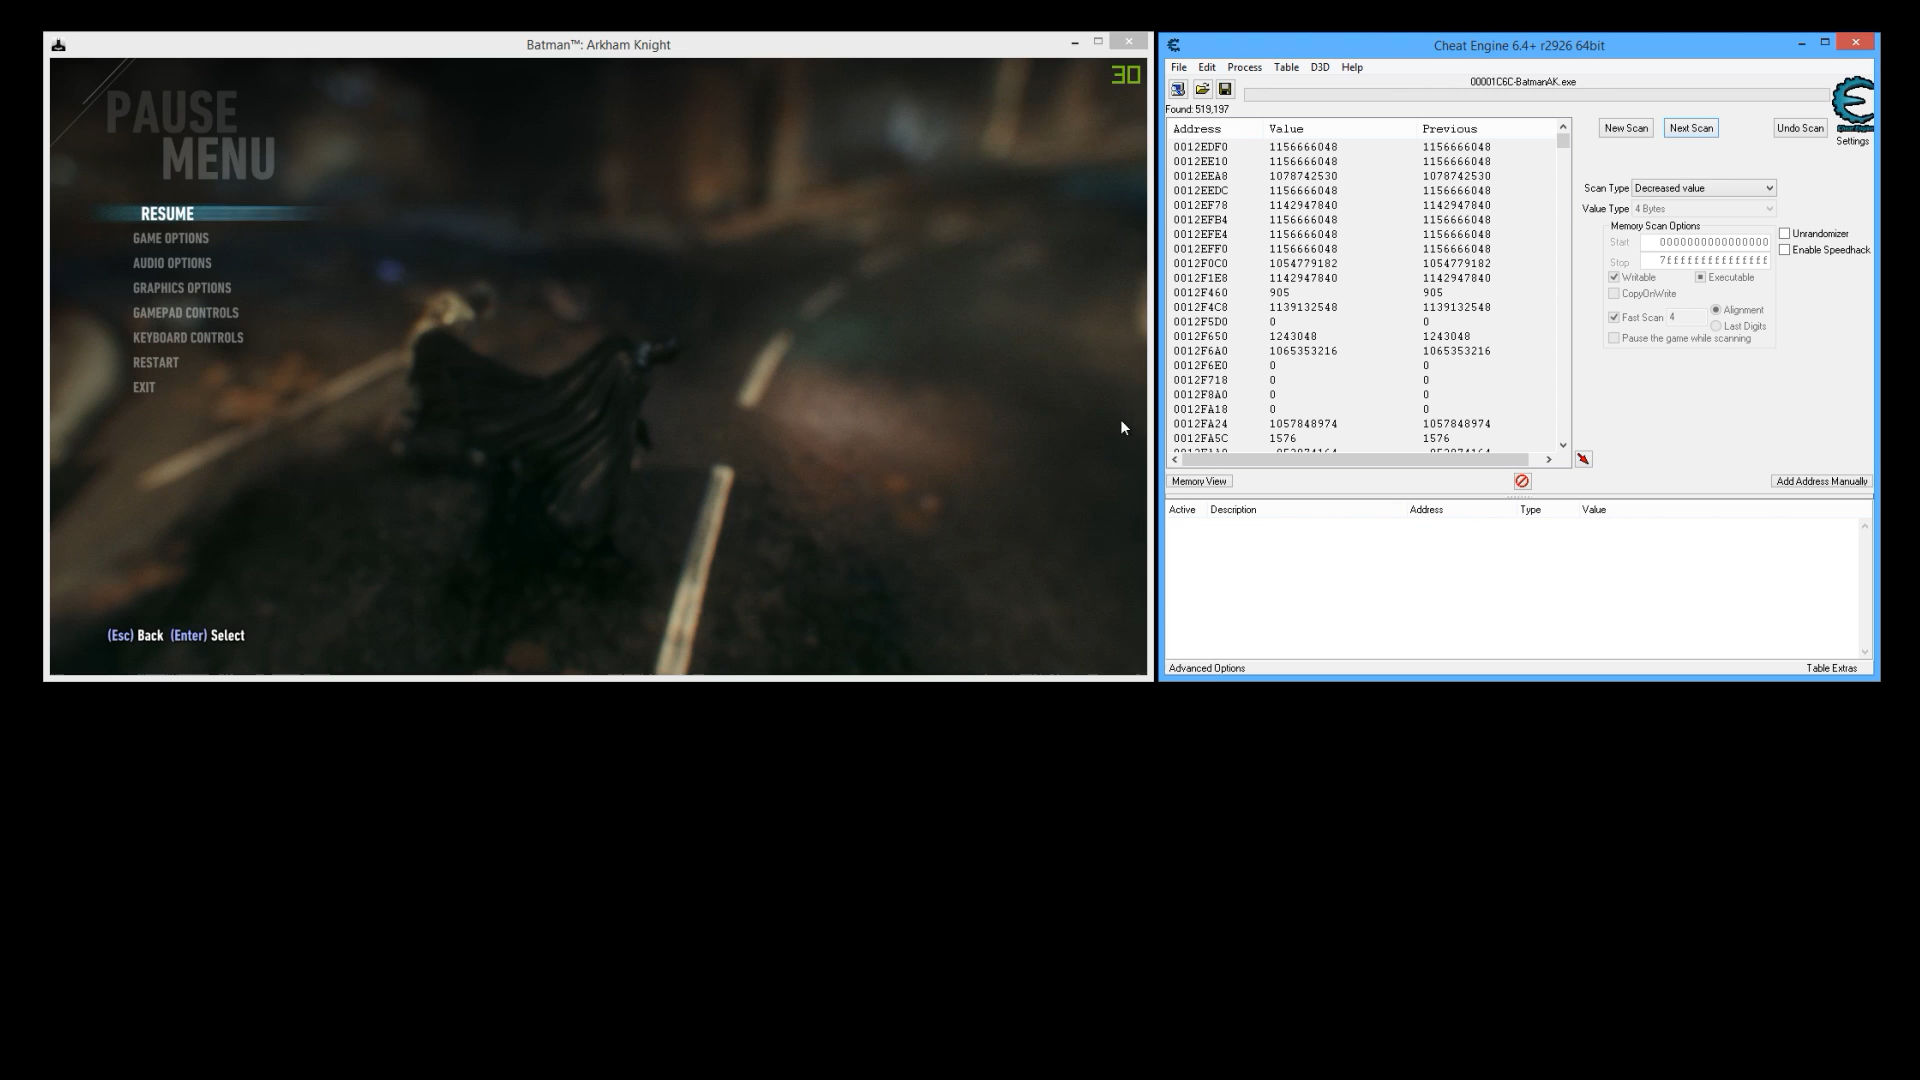 Batman™: Arkham Knight
30
PAUSE
MENU
RESUME
GAME OPTIONS
AUDIO OPTIONS
GRAPHICS OPTIONS
GAMEPAD CONTROLS
KEYBOARD CONTROLS
RESTART
EXIT
(Esc) Back (Enter) Select
Cheat Engine 6.4+ r2926 64bit
File Edit Process Table D3D Help
00001C6C-BatmanAK.exe
Found: 519,197
Address Value Previous
0012EDF0 1156666048 1156666048
0012EE10 1156666048 1156666048
0012EEA8 1078742530 1078742530
0012EEDC 1156666048 1156666048
0012EF78 1142947840 1142947840
0012EFB4 1156666048 1156666048
0012EFE4 1156666048 1156666048
0012EFF0 1156666048 1156666048
0012F0C0 1054779182 1054779182
0012F1E8 1142947840 1142947840
0012F460 905 905
0012F4C8 1139132548 1139132548
0012F5D0 0 0
0012F650 1243048 1243048
0012F6A0 1065353216 1065353216
0012F6E0 0 0
0012F718 0 0
0012F8A0 0 0
0012FA18 0 0
0012FA24 1057848974 1057848974
0012FA5C 1576 1576
New Scan Next Scan Undo Scan
Settings
Scan Type Decreased value
Value Type 4 Bytes
Memory Scan Options
Start 0000000000000000
Stop 7fffffffffffffff
Writable Executable
CopyOnWrite
Fast Scan 4 Alignment
Last Digits
Pause the game while scanning
Unrandomizer
Enable Speedhack
Memory View Add Address Manually
Active Description Address Type Value
Advanced Options Table Extras